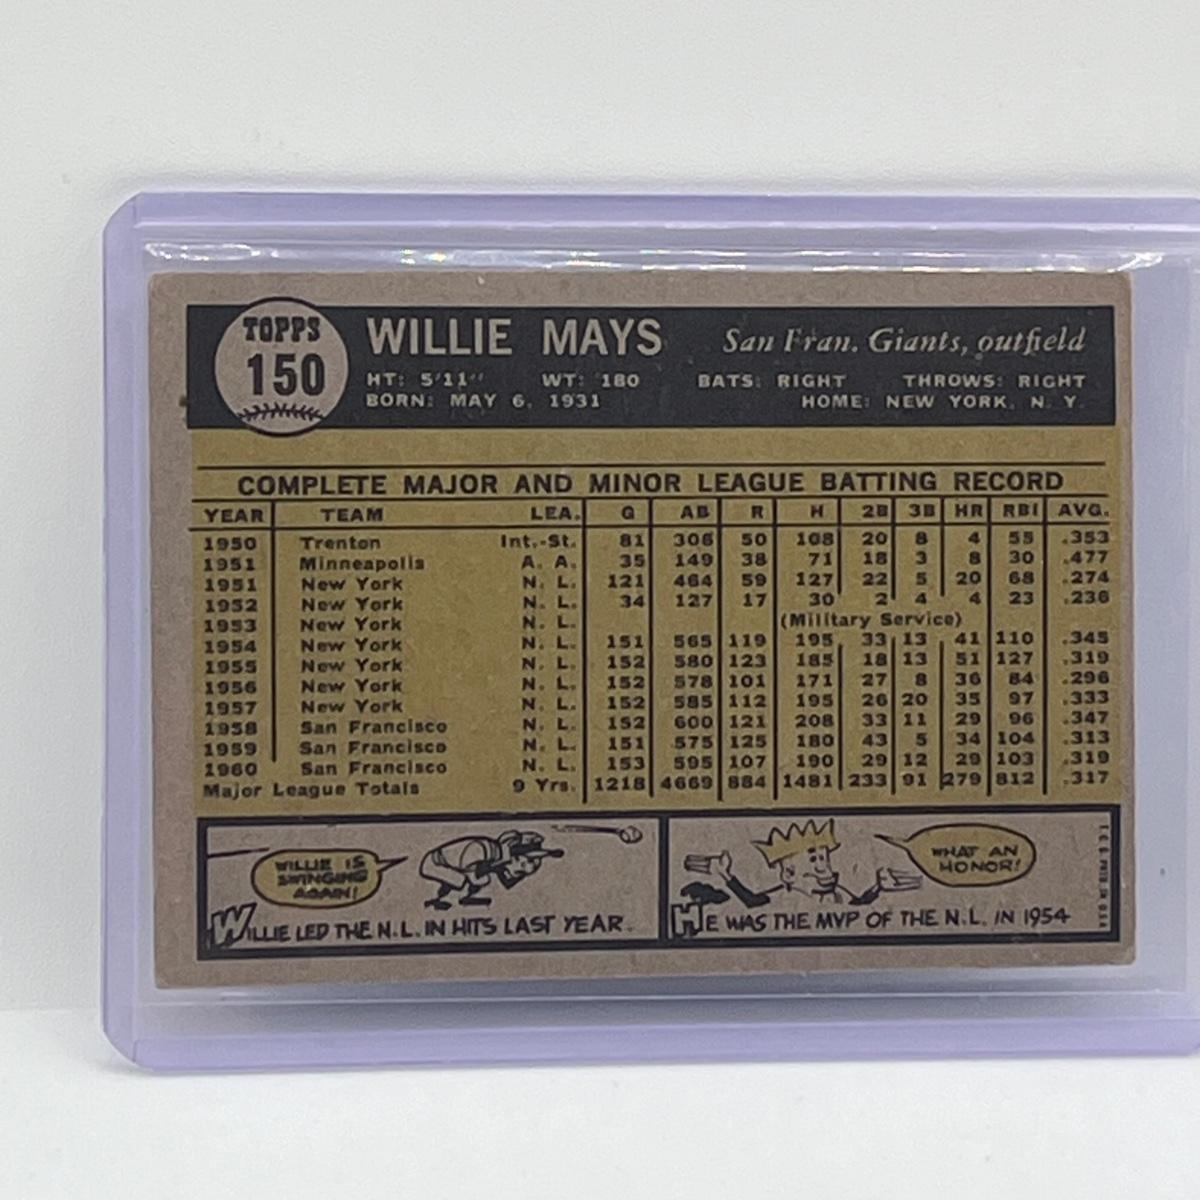 TOPPS
150
WILLIE MAYS
San Fran. Giants, outfield
HT: 5'11" WT: 180 BATS: RIGHT THROWS: RIGHT
BORN: MAY 6, 1931 HOME: NEW YORK, N. Y.
COMPLETE MAJOR AND MINOR LEAGUE BATTING RECORD
YEAR TEAM LEA. G AB R H 2B 3B HR RBI AVG.
1950 Trenton Int.-St. 81 306 50 108 20 8 4 55 .353
1951 Minneapolis A. A. 35 149 38 71 18 3 8 30 .477
1951 New York N. L. 121 464 59 127 22 5 20 68 .274
1952 New York N. L. 34 127 17 30 2 4 4 23 .236
1953 New York N. L. (Military Service)
1954 New York N. L. 151 565 119 195 33 13 41 110 .345
1955 New York N. L. 152 580 123 185 18 13 51 127 .319
1956 New York N. L. 152 578 101 171 27 8 36 84 .296
1957 New York N. L. 152 585 112 195 26 20 35 97 .333
1958 San Francisco N. L. 152 600 121 208 33 11 29 96 .347
1959 San Francisco N. L. 151 575 125 180 43 5 34 104 .313
1960 San Francisco N. L. 153 595 107 190 29 12 29 103 .319
Major League Totals 9 Yrs. 1218 4669 884 1481 233 91 279 812 .317
WILLIE IS
SWINGING
AGAIN!
WILLIE LED THE N.L. IN HITS LAST YEAR.
WHAT AN
HONOR!
HE WAS THE MVP OF THE N.L. IN 1954